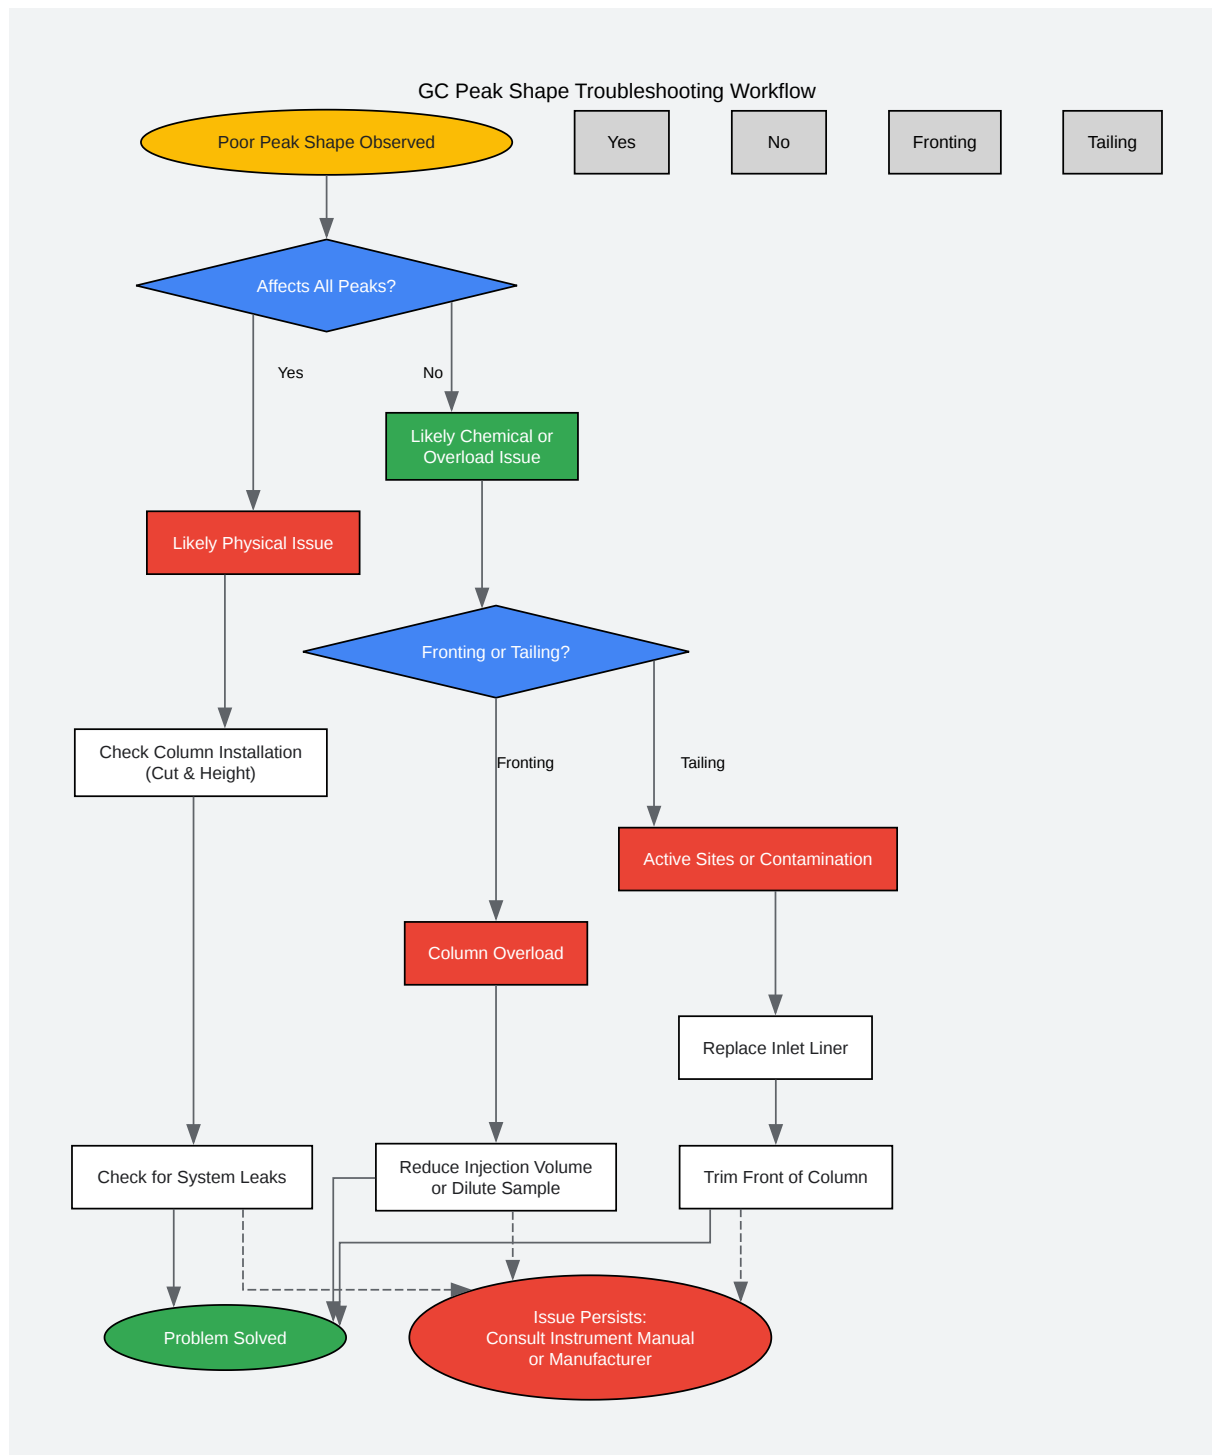 GC Peak Shape Troubleshooting Workflow
Poor Peak Shape Observed
Yes
No
Fronting
Tailing
Affects All Peaks?
Yes
No
Likely Chemical or
Overload Issue
Likely Physical Issue
Fronting or Tailing?
Check Column Installation
(Cut & Height)
Fronting
Tailing
Active Sites or Contamination
Column Overload
Replace Inlet Liner
Check for System Leaks
Reduce Injection Volume
or Dilute Sample
Trim Front of Column
Problem Solved
Issue Persists:
Consult Instrument Manual
or Manufacturer